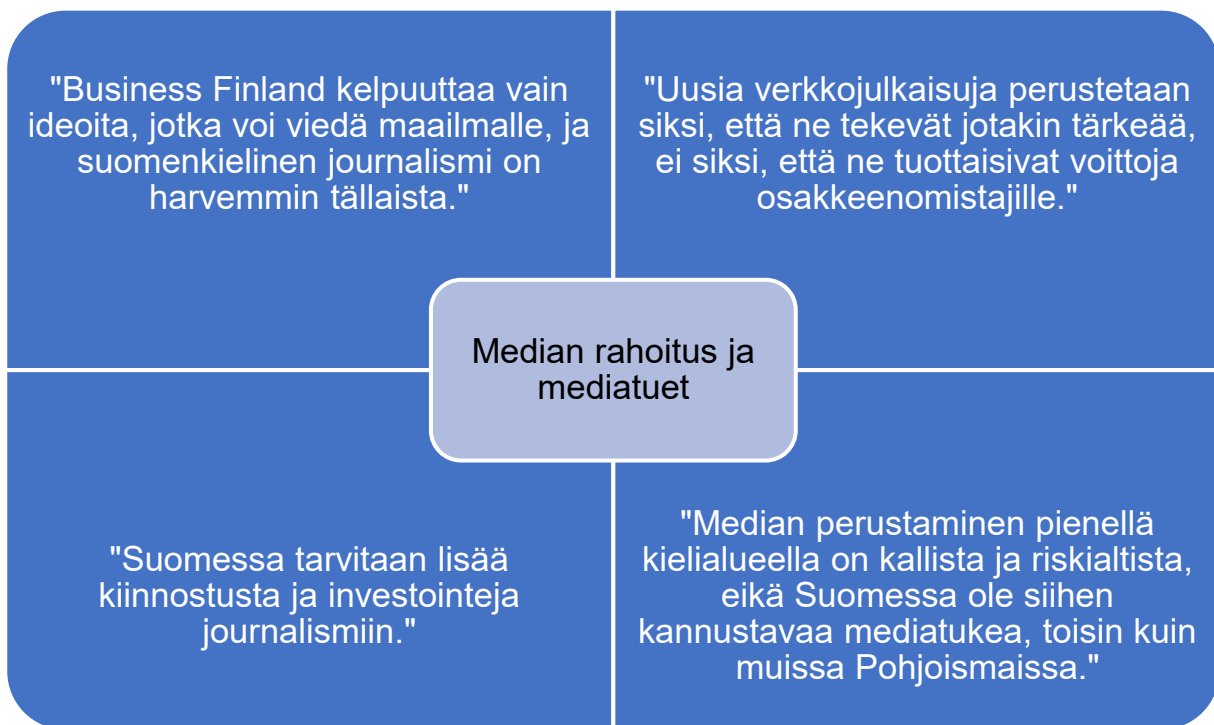 "Business Finland kelpuuttaa vain
ideoita, jotka voi viedä maailmalle, ja
suomenkielinen journalismi on
harvemmin tällaista."
"Uusia verkkojulkaisuja perustetaan
siksi, että ne tekevät jotakin tärkeää,
ei siksi, että ne tuottaisivat voittoja
osakkeenomistajille."
Median rahoitus ja
mediatuet
"Suomessa tarvitaan lisää
kiinnostusta ja investointeja
journalismiin."
"Median perustaminen pienellä
kielialueella on kallista ja riskialtista,
eikä Suomessa ole siihen
kannustavaa mediatukea, toisin kuin
muissa Pohjoismaissa."